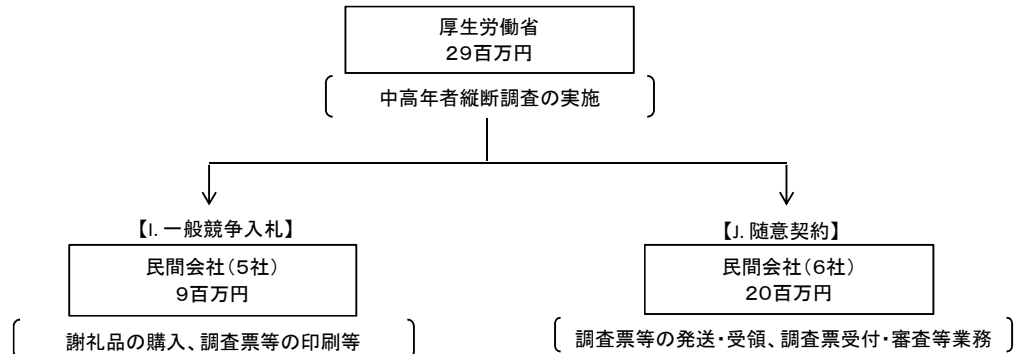 厚生労働省
29百万円
中高年者縦断調査の実施
【I. 一般競争入札】
【J. 随意契約】
民間会社(5社)
9百万円
民間会社(6社)
20百万円
謝礼品の購入、調査票等の印刷等
調査票等の発送・受領、調査票受付・審査等業務